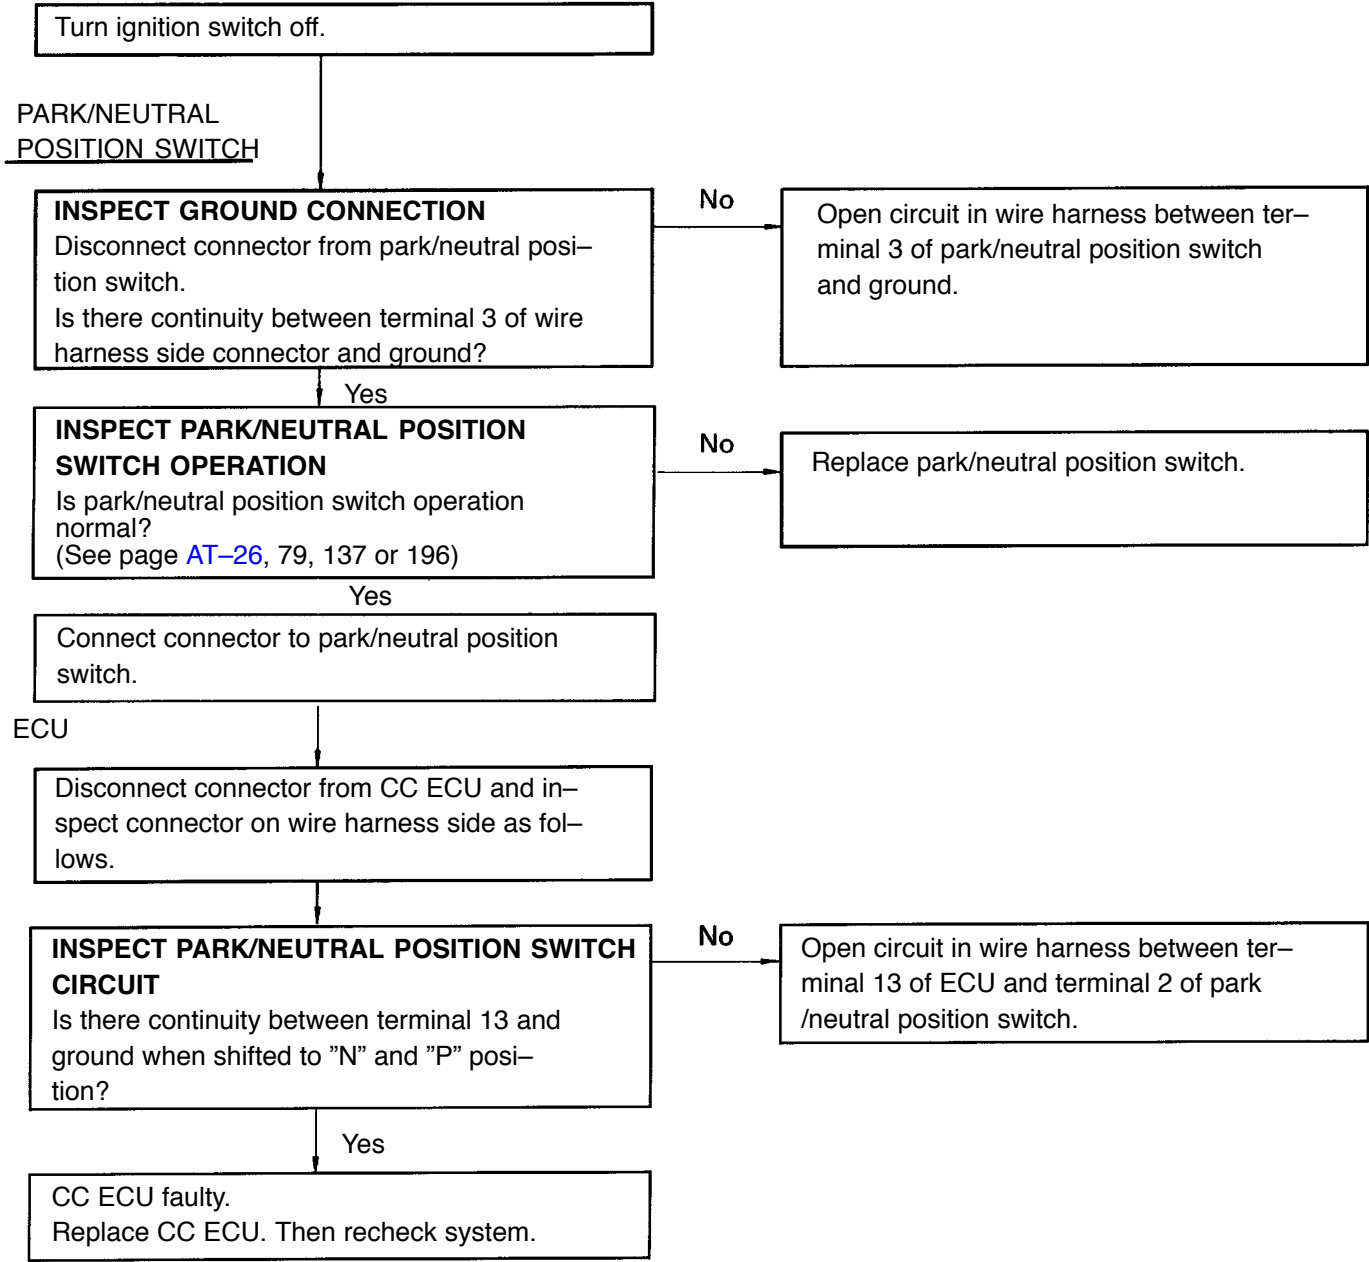 Turn ignition switch off.
PARK/NEUTRAL
POSITION SWITCH
INSPECT GROUND CONNECTION
Disconnect connector from park/neutral posi–
tion switch.
Is there continuity between terminal 3 of wire
harness side connector and ground?
No
Open circuit in wire harness between ter–
minal 3 of park/neutral position switch
and ground.
Yes
INSPECT PARK/NEUTRAL POSITION
SWITCH OPERATION
Is park/neutral position switch operation
normal?
(See page AT–26, 79, 137 or 196)
No
Replace park/neutral position switch.
Yes
Connect connector to park/neutral position
switch.
ECU
Disconnect connector from CC ECU and in–
spect connector on wire harness side as fol–
lows.
INSPECT PARK/NEUTRAL POSITION SWITCH
CIRCUIT
Is there continuity between terminal 13 and
ground when shifted to ”N” and ”P” posi–
tion?
No
Open circuit in wire harness between ter–
minal 13 of ECU and terminal 2 of park
/neutral position switch.
Yes
CC ECU faulty.
Replace CC ECU. Then recheck system.